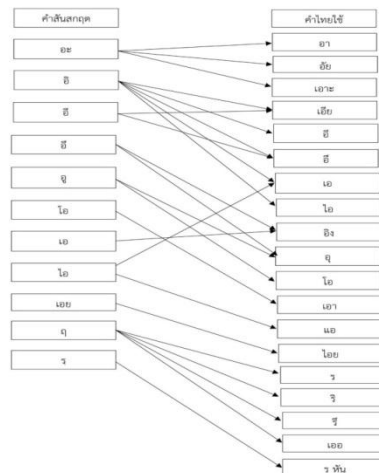 คำสันสกฤต
อะ
อิ
อี
อึ
อู
โอ
เอ
ไอ
เอย
ฤ
ร
คำไทยใช้
อา
อัย
เอาะ
เอีย
อี
อึ
เอ
ไอ
อิง
อุ
โอ
เอา
แอ
ไอย
ร
ริ
รี
เออ
ร หัน